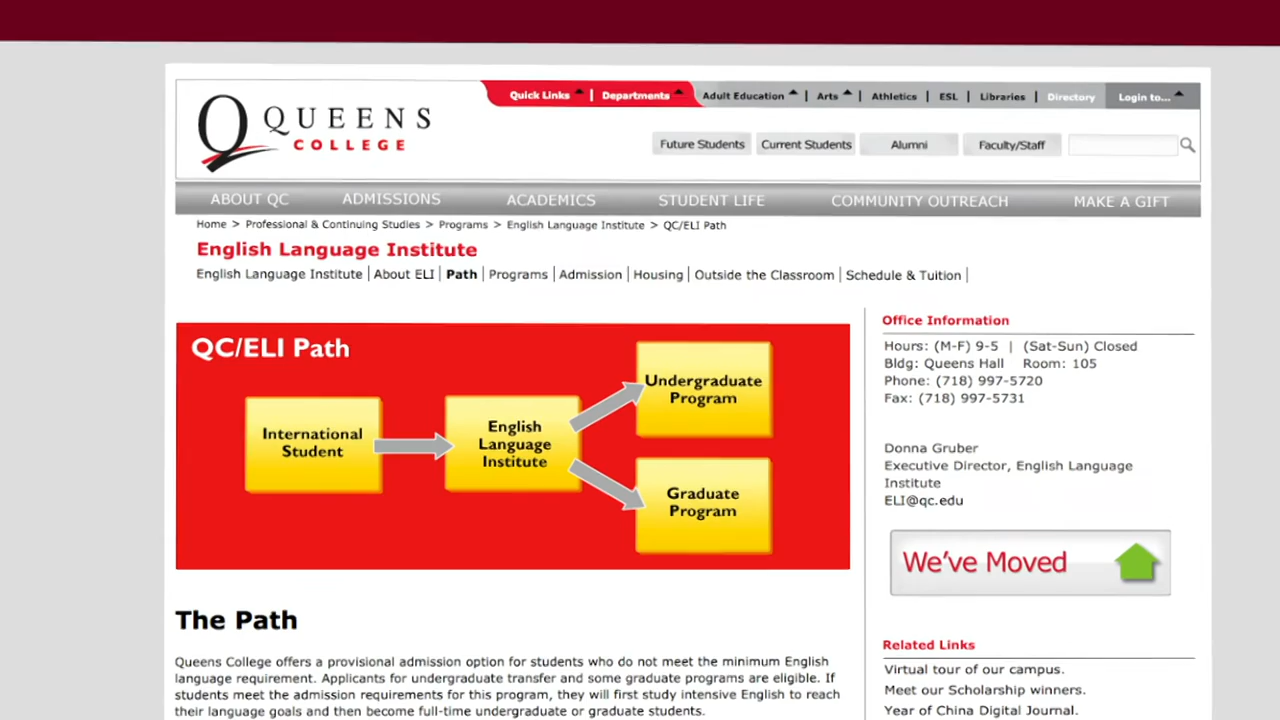 QUEENS
COLLEGE
Quick Links | Departments
Adult Education | Arts | Athletics | ESL | Libraries | Directory
Login to...
Future Students Current Students Alumni Faculty/Staff
ABOUT QC ADMISSIONS ACADEMICS STUDENT LIFE COMMUNITY OUTREACH MAKE A GIFT
Home > Professional & Continuing Studies > Programs > English Language Institute > QC/ELI Path
English Language Institute
English Language Institute | About ELI | Path | Programs | Admission | Housing | Outside the Classroom | Schedule & Tuition |
QC/ELI Path
International
Student
English
Language
Institute
Undergraduate
Program
Graduate
Program
The Path
Queens College offers a provisional admission option for students who do not meet the minimum English
language requirement. Applicants for undergraduate transfer and some graduate programs are eligible. If
students meet the admission requirements for this program, they will first study intensive English to reach
their language goals and then become full-time undergraduate or graduate students.
Office Information
Hours: (M-F) 9-5 | (Sat-Sun) Closed
Bldg: Queens Hall Room: 105
Phone: (718) 997-5720
Fax: (718) 997-5731
Donna Gruber
Executive Director, English Language
Institute
ELI@qc.edu
We've Moved
Related Links
Virtual tour of our campus.
Meet our Scholarship winners.
Year of China Digital Journal.